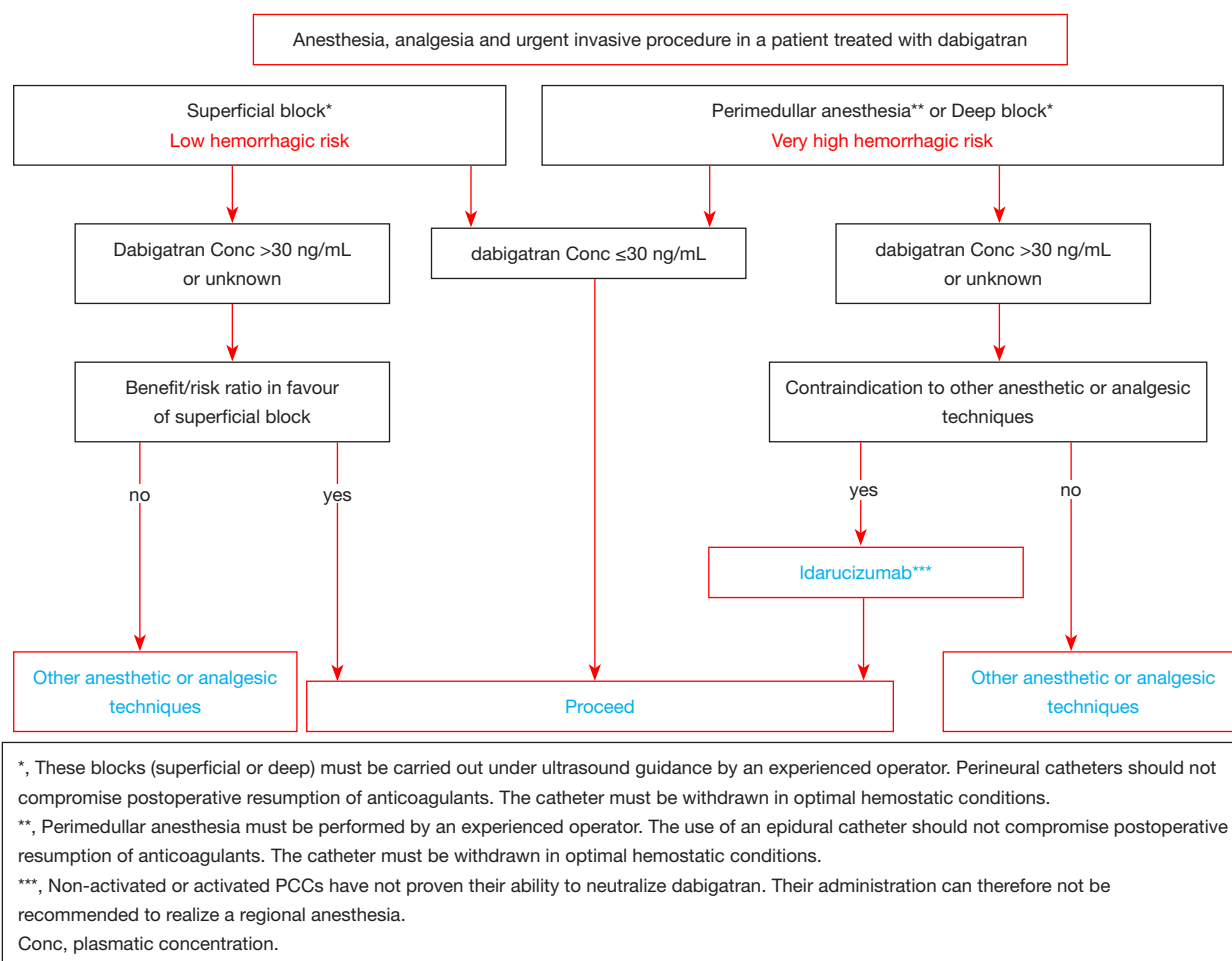 Anesthesia, analgesia and urgent invasive procedure in a patient treated with dabigatran
Superficial block*
Low hemorrhagic risk
Perimedullar anesthesia** or Deep block*
Very high hemorrhagic risk
Dabigatran Conc >30 ng/mL
or unknown
dabigatran Conc ≤30 ng/mL
dabigatran Conc >30 ng/mL
or unknown
Benefit/risk ratio in favour
of superficial block
Contraindication to other anesthetic or analgesic
techniques
no
yes
yes
no
Idarucizumab***
Other anesthetic or analgesic
techniques
Proceed
Other anesthetic or analgesic
techniques
*, These blocks (superficial or deep) must be carried out under ultrasound guidance by an experienced operator. Perineural catheters should not
compromise postoperative resumption of anticoagulants. The catheter must be withdrawn in optimal hemostatic conditions.
**, Perimedullar anesthesia must be performed by an experienced operator. The use of an epidural catheter should not compromise postoperative
resumption of anticoagulants. The catheter must be withdrawn in optimal hemostatic conditions.
***, Non-activated or activated PCCs have not proven their ability to neutralize dabigatran. Their administration can therefore not be
recommended to realize a regional anesthesia.
Conc, plasmatic concentration.